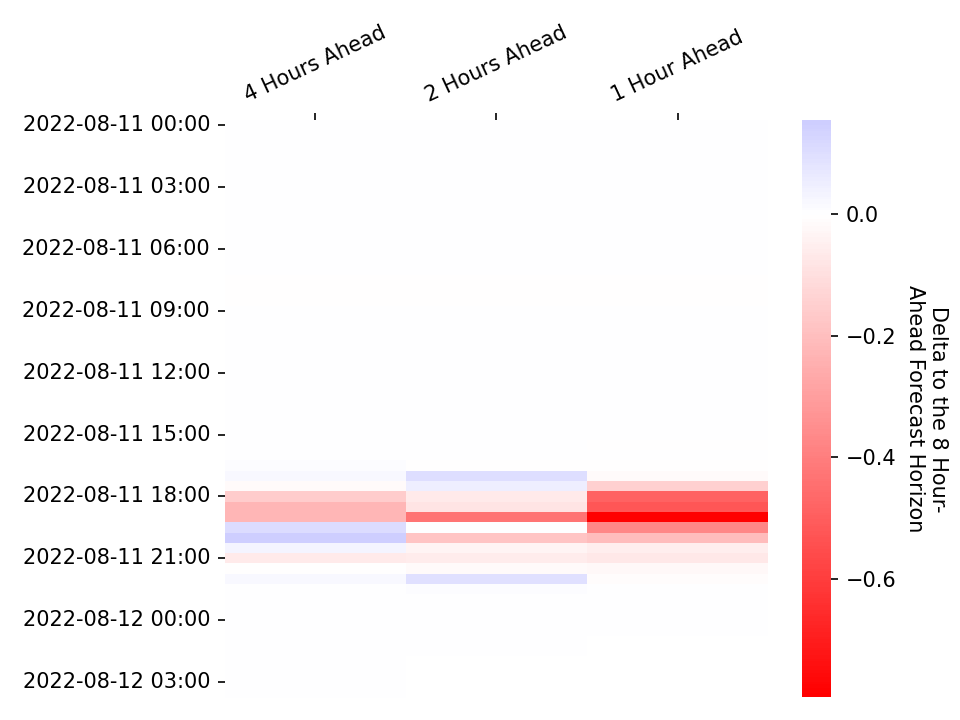 4 Hours Ahead
2 Hours Ahead
1 Hour Ahead
2022-08-11 00:00
2022-08-11 03:00
2022-08-11 06:00
2022-08-11 09:00
2022-08-11 12:00
2022-08-11 15:00
2022-08-11 18:00
2022-08-11 21:00
2022-08-12 00:00
2022-08-12 03:00
0.0
−0.2
−0.4
−0.6
Delta to the 8 Hour-
Ahead Forecast Horizon